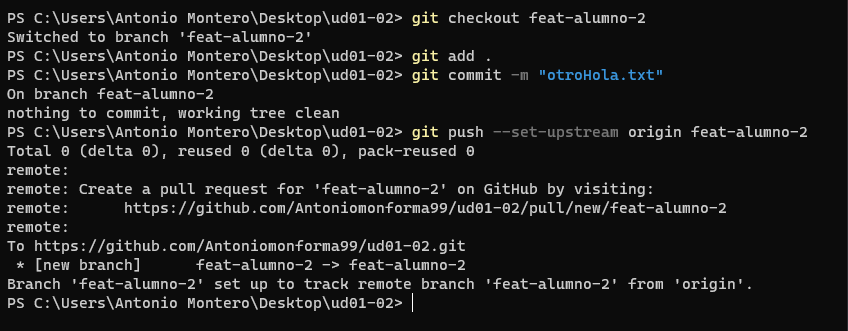 PS C:\Users\Antonio Montero\Desktop\ud01-02> git checkout feat-alumno-2
Switched to branch 'feat-alumno-2'
PS C:\Users\Antonio Montero\Desktop\ud01-02> git add .
PS C:\Users\Antonio Montero\Desktop\ud01-02> git commit -m "otroHola.txt"
On branch feat-alumno-2
nothing to commit, working tree clean
PS C:\Users\Antonio Montero\Desktop\ud01-02> git push --set-upstream origin feat-alumno-2
Total 0 (delta 0), reused 0 (delta 0), pack-reused 0
remote:
remote: Create a pull request for 'feat-alumno-2' on GitHub by visiting:
remote:      https://github.com/Antoniomonforma99/ud01-02/pull/new/feat-alumno-2
remote:
To https://github.com/Antoniomonforma99/ud01-02.git
 * [new branch]      feat-alumno-2 -> feat-alumno-2
Branch 'feat-alumno-2' set up to track remote branch 'feat-alumno-2' from 'origin'.
PS C:\Users\Antonio Montero\Desktop\ud01-02>